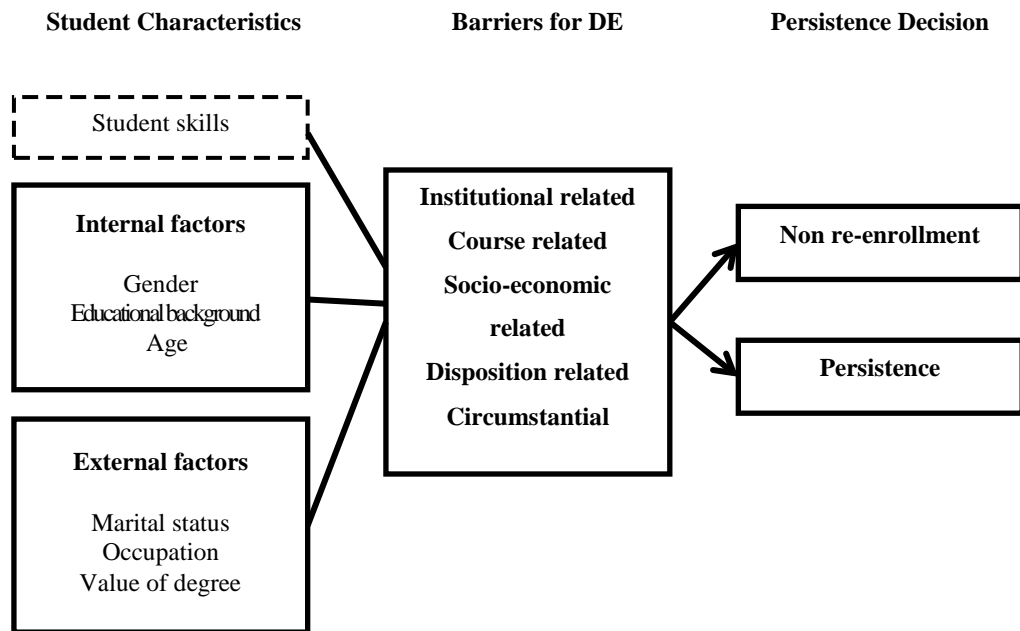 Student Characteristics
Barriers for DE
Persistence Decision
Student skills
Internal factors
Gender
Educational background
Age
External factors
Marital status
Occupation
Value of degree
Institutional related
Course related
Socio-economic
related
Disposition related
Circumstantial
Non re-enrollment
Persistence